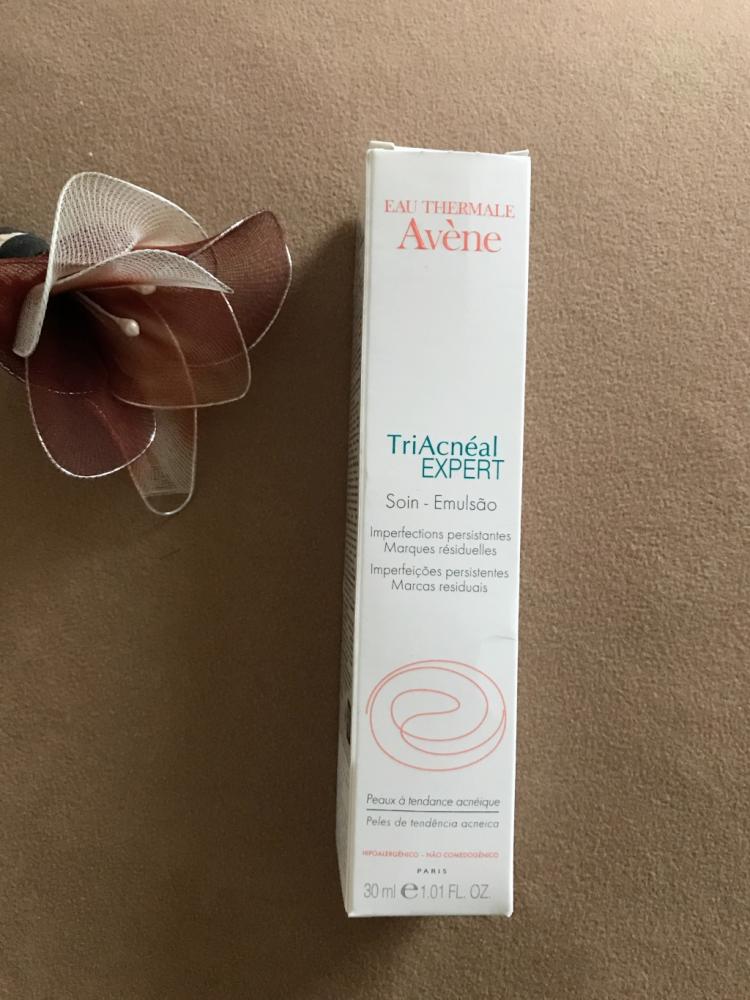 EAU THERMALE
Avène
TriAcnéal
EXPERT
Soin - Emulsão
Imperfections persistantes
Marques résiduelles
Imperfeições persistentes
Marcas residuais
Peaux à tendance acnéique
Peles de tendência acneica
HIPOALERGÉNICO - NÃO COMEDOGÉNICO
PARIS
30 ml e 1.01 FL. OZ.